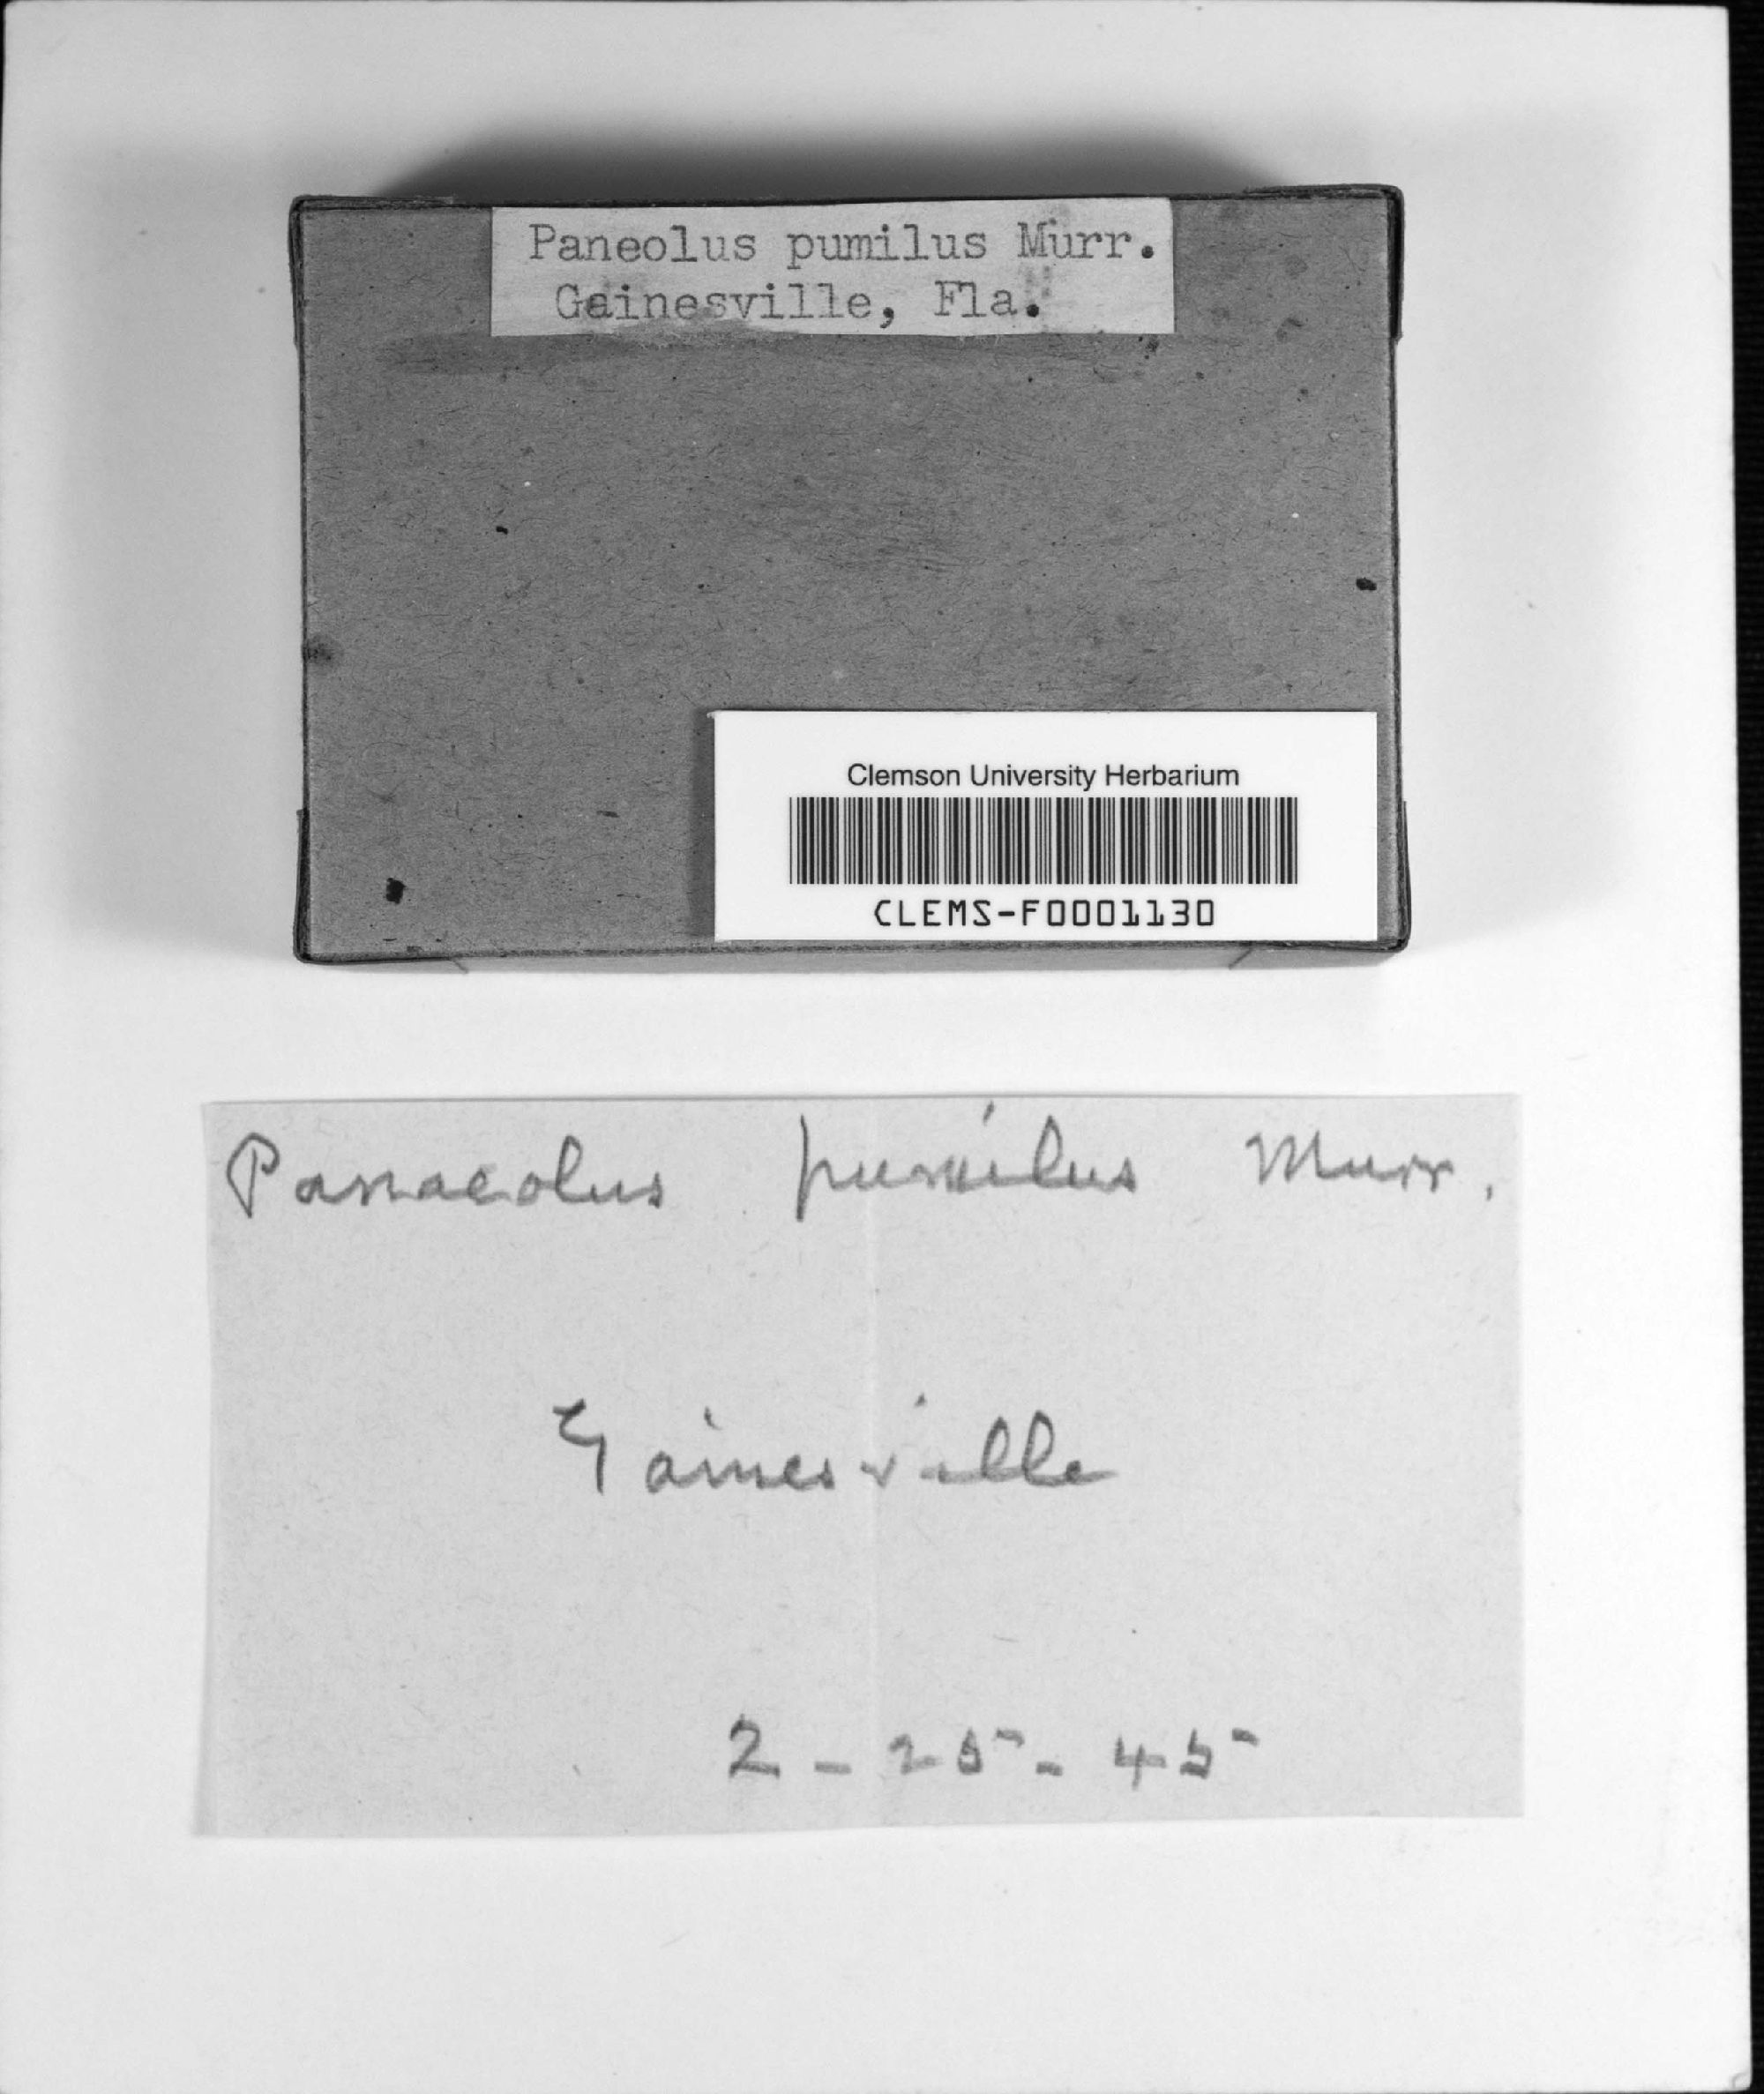 Paneolus pumilus Murr.
Gainesville, Fla.
Clemson University Herbarium
CLEMS-F0001130
Panaeolus pumilus Murr.
Gainesville
2-25-45